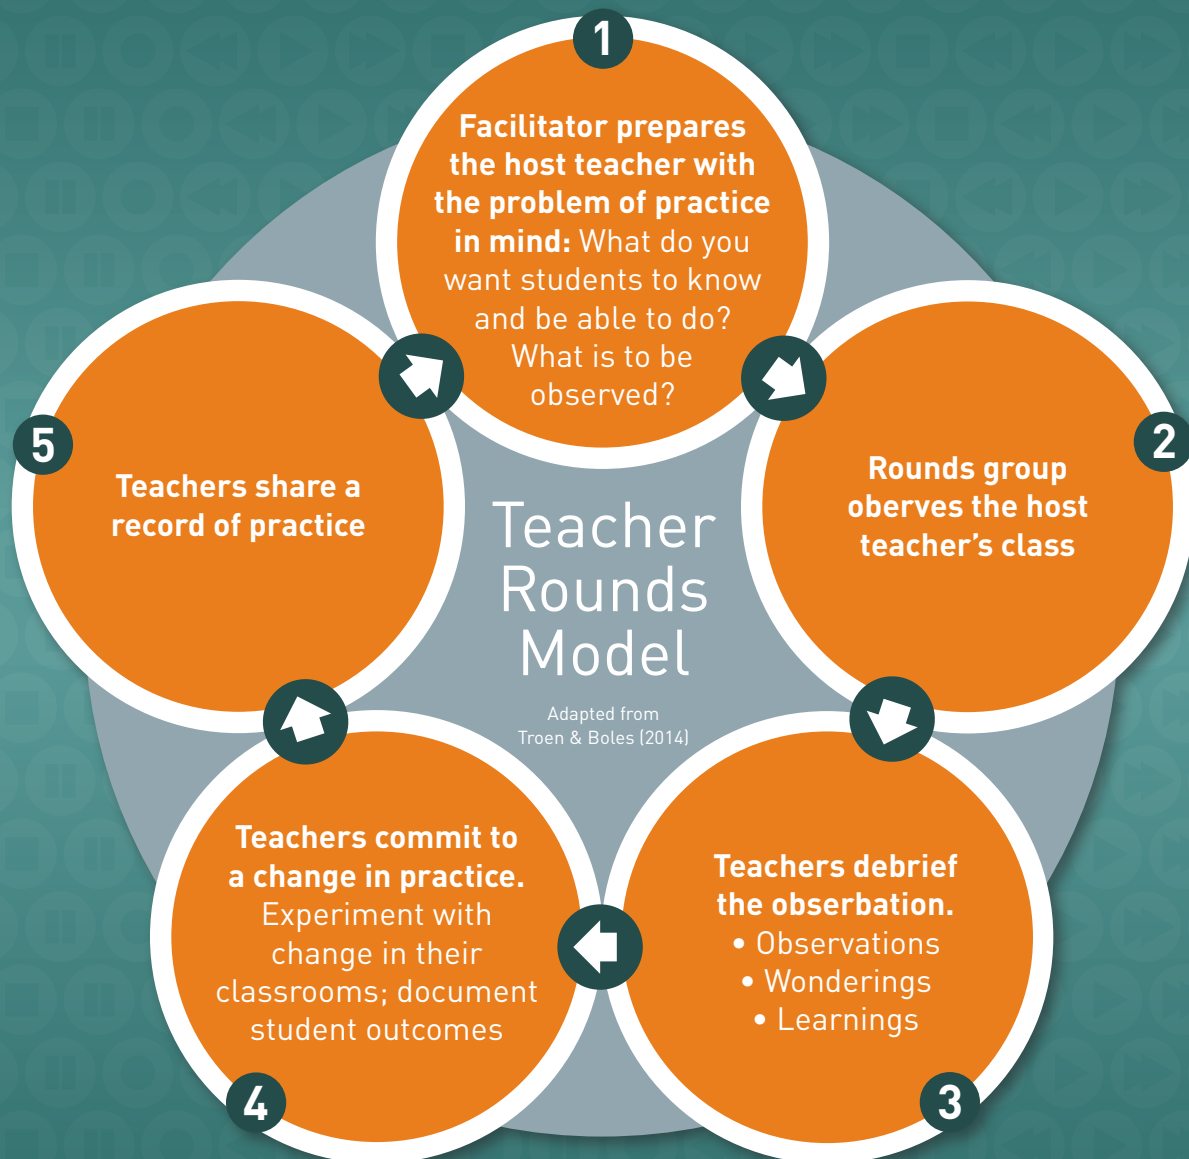 1
Facilitator prepares
the host teacher with
the problem of practice
in mind: What do you
want students to know
and be able to do?
What is to be
observed?
2
Rounds group
oberves the host
teacher's class
3
Teachers debrief
the obserbation.
• Observations
• Wonderings
• Learnings
4
Teachers commit to
a change in practice.
Experiment with
change in their
classrooms; document
student outcomes
5
Teachers share a
record of practice
Teacher
Rounds
Model
Adapted from
Troen & Boles (2014)